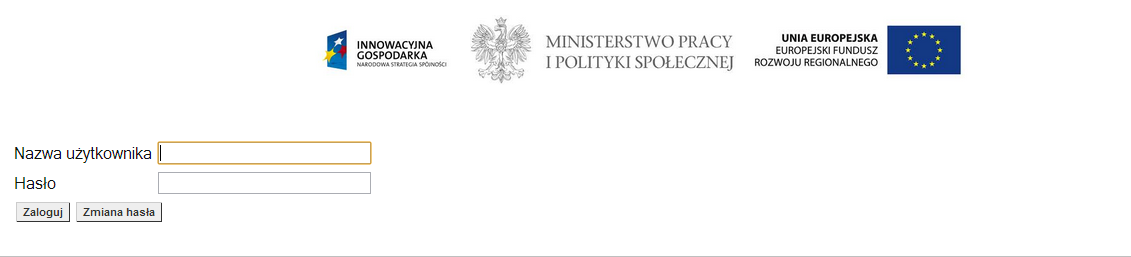 INNOWACYJNA
GOSPODARKA
NARODOWA STRATEGIA SPÓJNOŚCI
MINISTERSTWO PRACY
I POLITYKI SPOŁECZNEJ
UNIA EUROPEJSKA
EUROPEJSKI FUNDUSZ
ROZWOJU REGIONALNEGO
Nazwa użytkownika
Hasło
Zaloguj Zmiana hasła